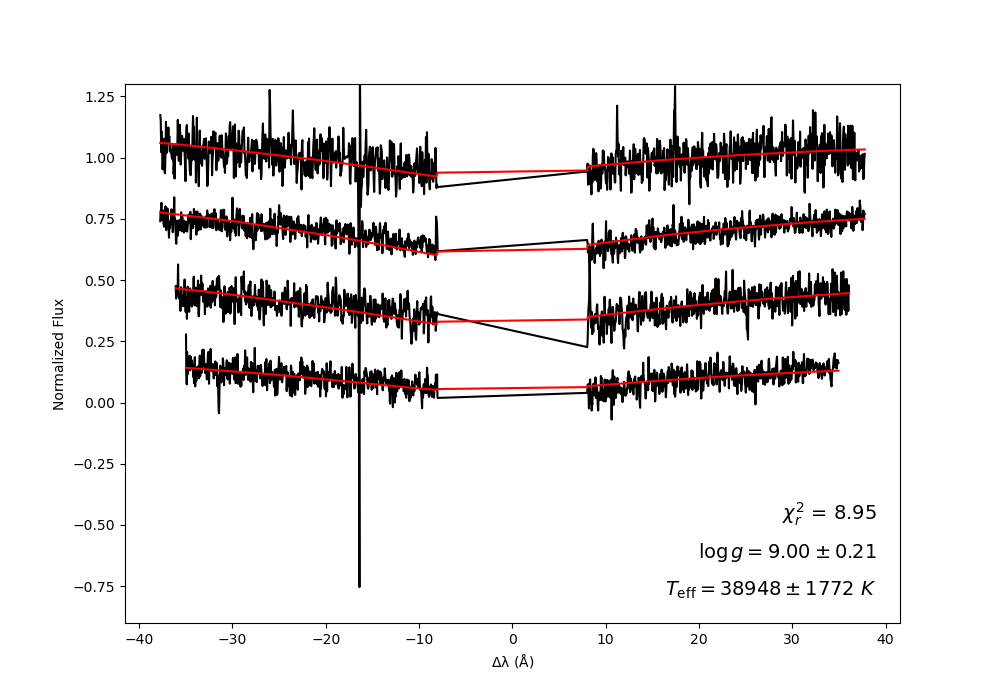 1.25
1.00
0.75
0.50
0.25
0.00
−0.25
−0.50
−0.75
Normalized Flux
χ²ᵣ = 8.95
log g = 9.00 ± 0.21
T_eff = 38948 ± 1772 K
−40 −30 −20 −10 0 10 20 30 40
Δλ (Å)